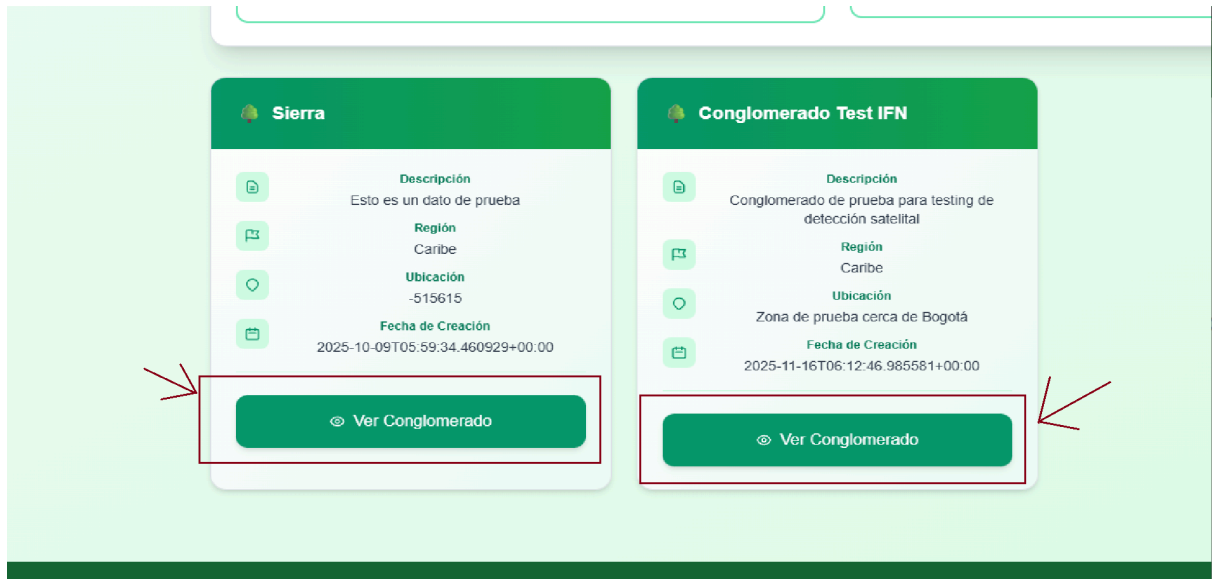 Sierra
Descripción
Esto es un dato de prueba
Región
Caribe
Ubicación
-515615
Fecha de Creación
2025-10-09T05:59:34.460929+00:00
Ver Conglomerado
Conglomerado Test IFN
Descripción
Conglomerado de prueba para testing de
detección satelital
Región
Caribe
Ubicación
Zona de prueba cerca de Bogotá
Fecha de Creación
2025-11-16T06:12:46.985581+00:00
Ver Conglomerado